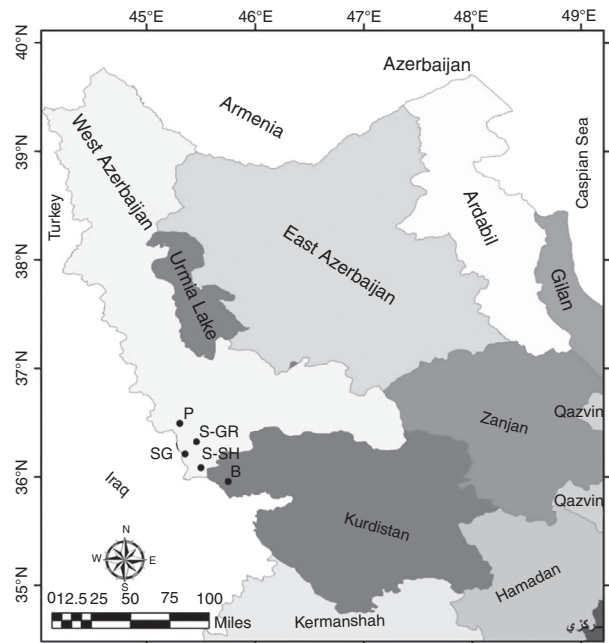 45°E 46°E 47°E 48°E 49°E
40°N
Azerbaijan
Armenia
39°N
West Azerbaijan
Caspian Sea
Turkey
Ardabil
38°N
East Azerbaijan
Urmia Lake
Gilan
37°N
P
S-GR
Zanjan
Qazvin
SG
S-SH
36°N
B
Iraq
Qazvin
Kurdistan
N
W E
S
35°N
Hamadan
0 12.5 25 50 75 100
Miles
Kermanshah
مرکزي